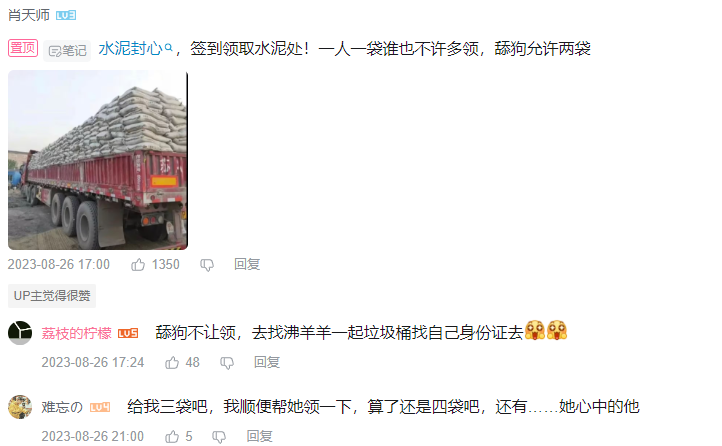 肖天师 LV3
置顶 笔记 水泥封心，签到领取水泥处！一人一袋谁也不许多领，舔狗允许两袋
2023-08-26 17:00 1350 回复
UP主觉得很赞
荔枝的柠檬 LV5 舔狗不让领，去找沸羊羊一起垃圾桶找自己身份证去
2023-08-26 17:24 48 回复
难忘の LV4 给我三袋吧，我顺便帮她领一下，算了还是四袋吧，还有……她心中的他
2023-08-26 21:00 5 回复